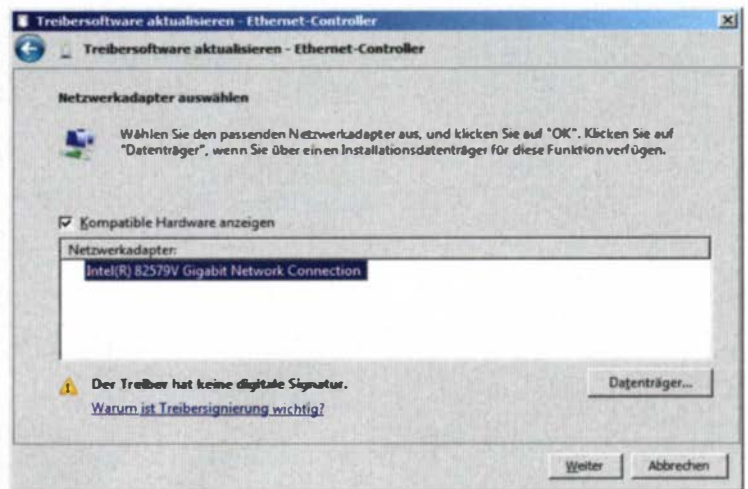 Treibersoftware aktualisieren - Ethernet-Controller
Treibersoftware aktualisieren - Ethernet-Controller
Netzwerkadapter auswählen
Wählen Sie den passenden Netzwerkadapter aus, und klicken Sie auf "OK". Klicken Sie auf
"Datenträger", wenn Sie über einen Installationsdatenträger für diese Funktion verfügen.
Kompatible Hardware anzeigen
Netzwerkadapter:
Intel(R) 82579V Gigabit Network Connection
Der Treiber hat keine digitale Signatur.
Datenträger...
Warum ist Treibersignierung wichtig?
Weiter
Abbrechen